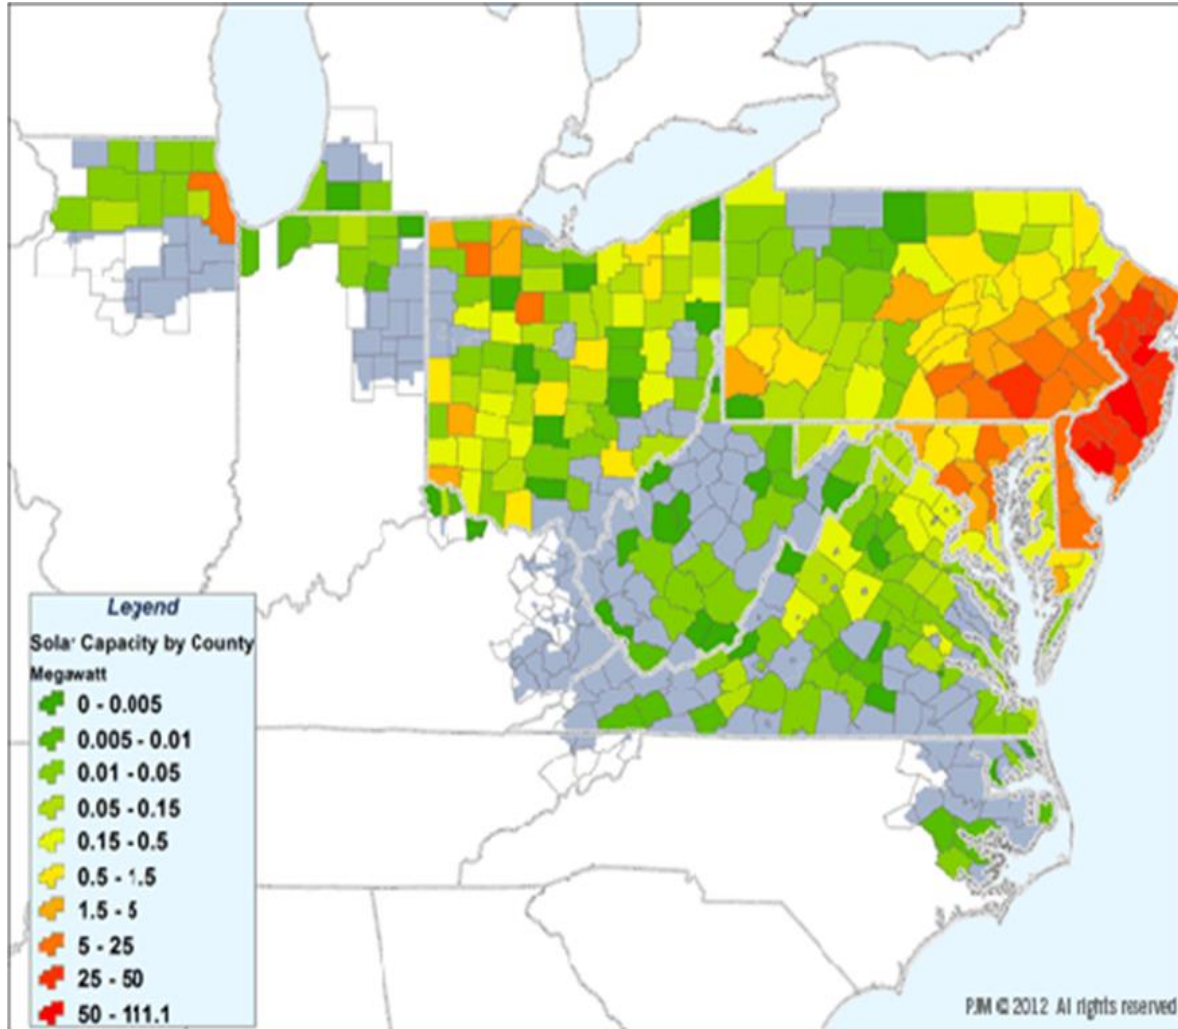 Legend
Sola' Capacity by County
Megawatt
0 - 0.005
0.005 - 0.01
0.01 - 0.05
0.05 - 0.15
0.15 - 0.5
0.5 - 1.5
1.5 - 5
5 - 25
25 - 50
50 - 111.1
PJM © 2012 Al rights reserved